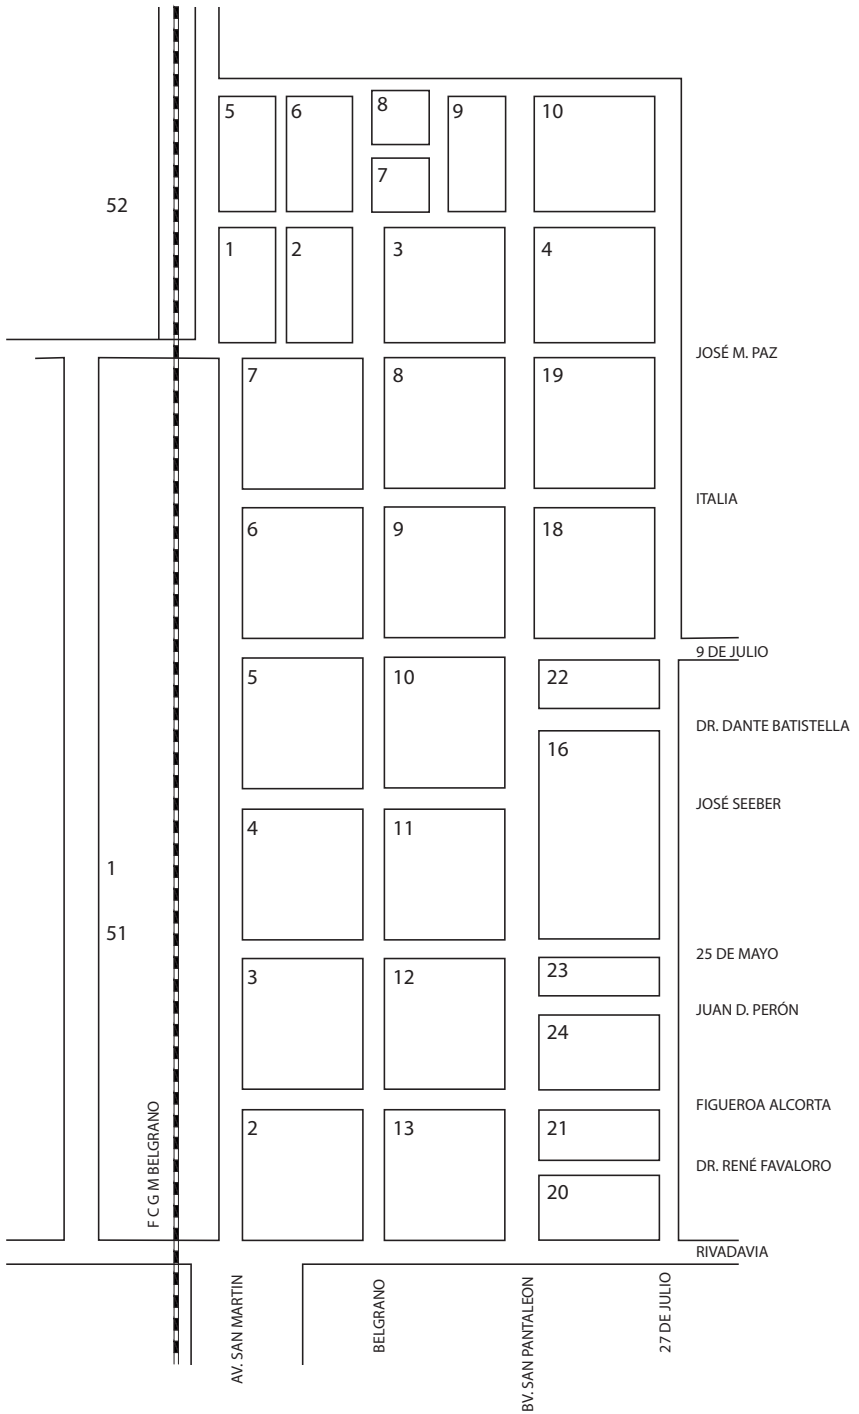 8
5
6
9
10
7
52
1
2
3
4
JOSÉ M. PAZ
7
8
19
ITALIA
6
9
18
9 DE JULIO
5
10
22
DR. DANTE BATISTELLA
16
JOSÉ SEEBER
4
11
1
51
25 DE MAYO
3
12
23
JUAN D. PERÓN
24
FIGUEROA ALCORTA
2
13
21
DR. RENÉ FAVALORO
20
F C G M BELGRANO
RIVADAVIA
AV. SAN MARTIN
BELGRANO
BV. SAN PANTALEON
27 DE JULIO